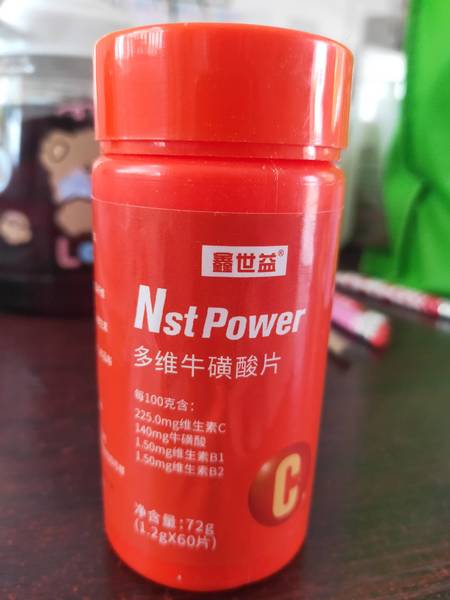 鑫世益®
Nst Power
多维牛磺酸片
每100克含：
225.0mg维生素C
140mg牛磺酸
1.50mg维生素B1
1.50mg维生素B2
C
净含量：72g
(1.2gX60片)